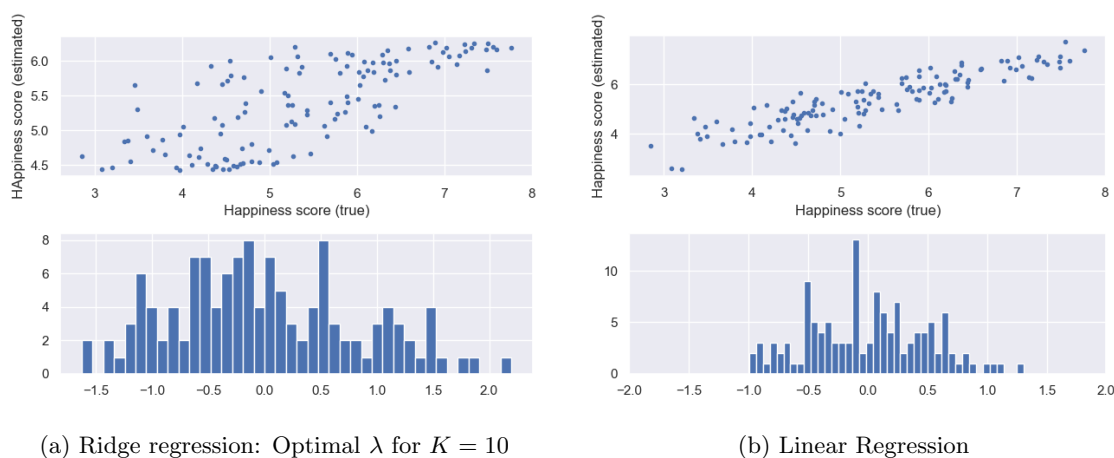 HAppiness score (estimated)
6.0
5.5
5.0
4.5
3 4 5 6 7 8
Happiness score (true)
8
6
4
2
0
−1.5 −1.0 −0.5 0.0 0.5 1.0 1.5 2.0
(a) Ridge regression: Optimal λ for K = 10
Happiness score (estimated)
6
4
3 4 5 6 7 8
Happiness score (true)
10
5
0
−2.0 −1.5 −1.0 −0.5 0.0 0.5 1.0 1.5 2.0
(b) Linear Regression